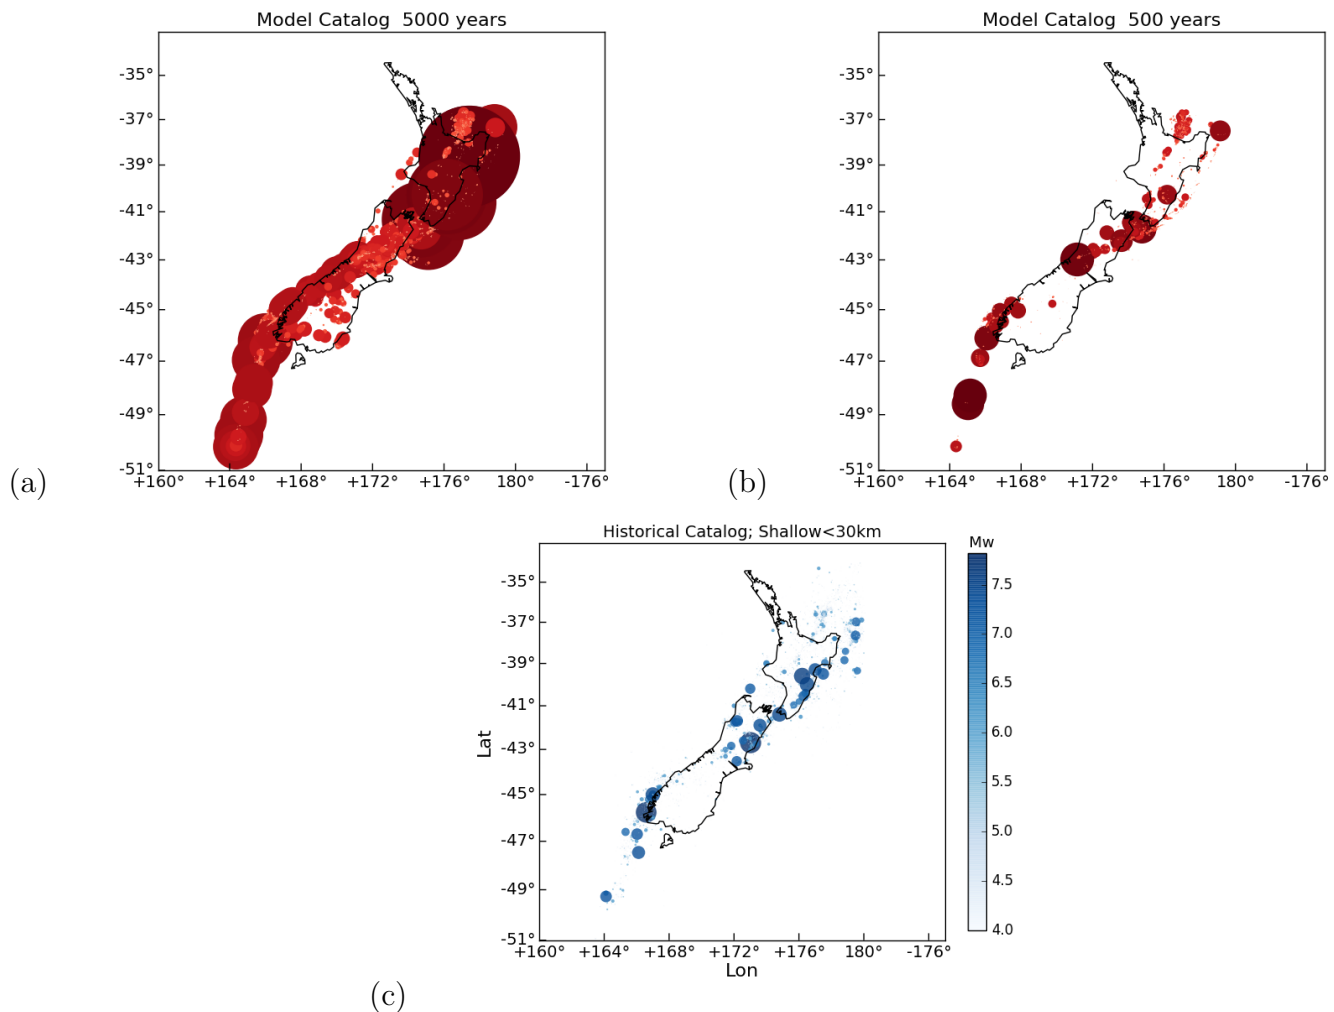 Model Catalog 5000 years
-35°
-37°
-39°
-41°
-43°
-45°
-47°
-49°
-51°
+160° +164° +168° +172° +176° 180° -176°
(a)
Model Catalog 500 years
-35°
-37°
-39°
-41°
-43°
-45°
-47°
-49°
-51°
+160° +164° +168° +172° +176° 180° -176°
(b)
Historical Catalog; Shallow<30km
Lat
-35°
-37°
-39°
-41°
-43°
-45°
-47°
-49°
-51°
+160° +164° +168° +172° +176° 180° -176°
Lon
Mw
7.5
7.0
6.5
6.0
5.5
5.0
4.5
4.0
(c)